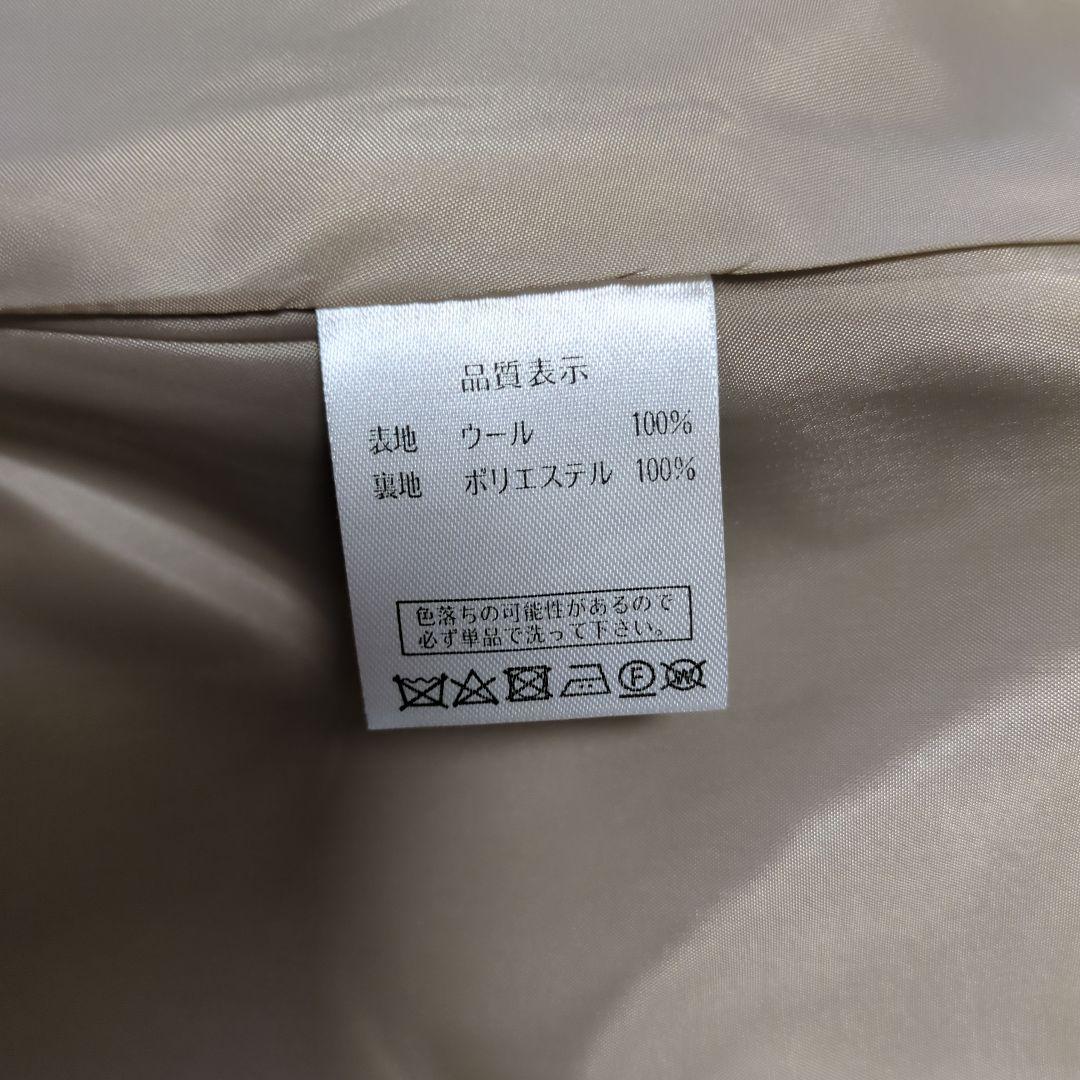 品質表示
表地 ウール 100%
裏地 ポリエステル 100%
色落ちの可能性があるので
必ず単品で洗って下さい。
F W